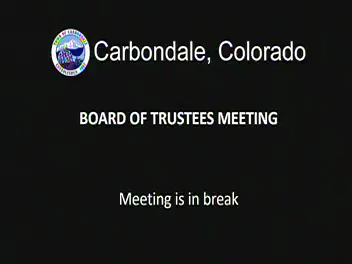 Carbondale, Colorado
BOARD OF TRUSTEES MEETING
Meeting is in break